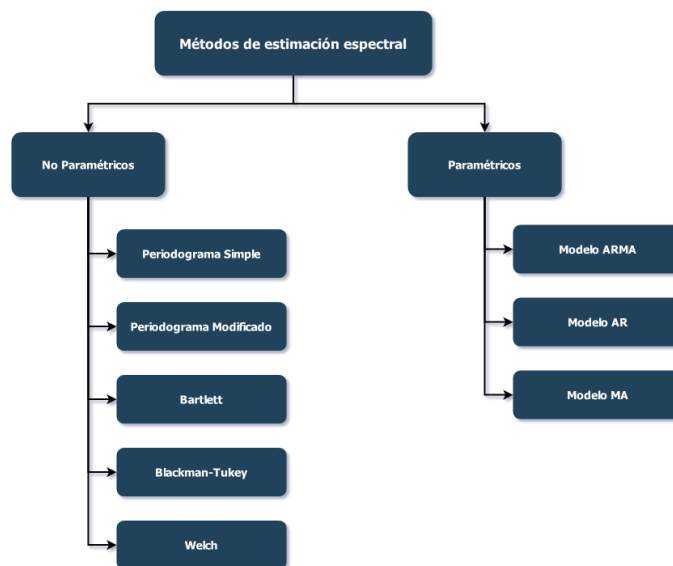 Métodos de estimación espectral
No Paramétricos
Paramétricos
Periodograma Simple
Modelo ARMA
Periodograma Modificado
Modelo AR
Bartlett
Modelo MA
Blackman-Tukey
Welch